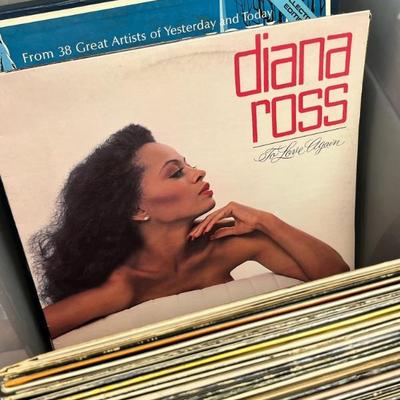 From 38 Great Artists of Yesterday and Today
diana
ross
To Love Again